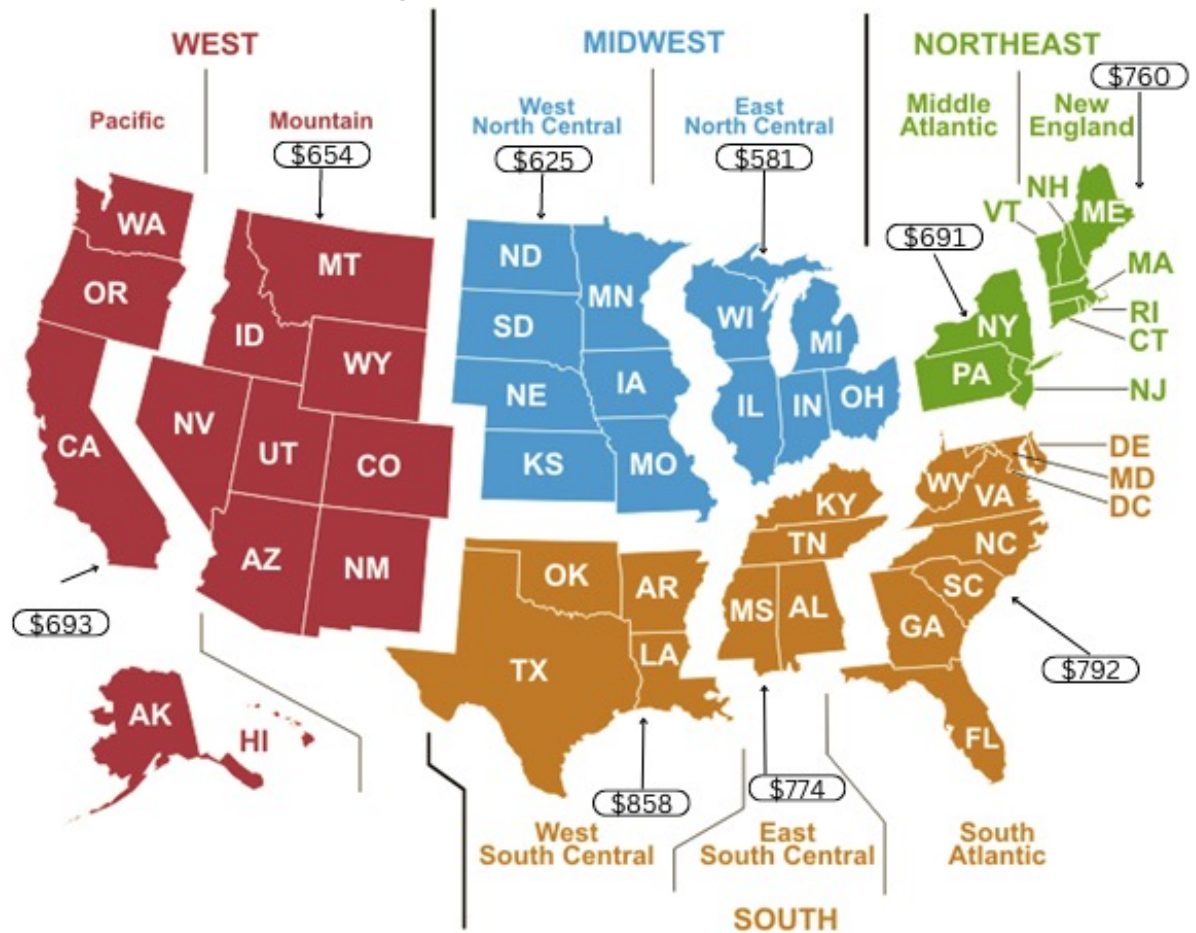 WEST
MIDWEST
NORTHEAST
$760
Pacific
Mountain
West
North Central
East
North Central
Middle
Atlantic
New
England
$654
$625
$581
NH
VT
ME
$691
MA
RI
CT
NY
PA
NJ
WA
OR
MT
ID
WY
CA
NV
UT
CO
AZ
NM
ND
SD
NE
KS
MN
IA
MO
WI
MI
IL
IN
OH
DE
MD
DC
WV
VA
KY
TN
NC
SC
GA
FL
OK
AR
MS
AL
TX
LA
$693
AK
HI
$792
$858
$774
West
South Central
East
South Central
South
Atlantic
SOUTH